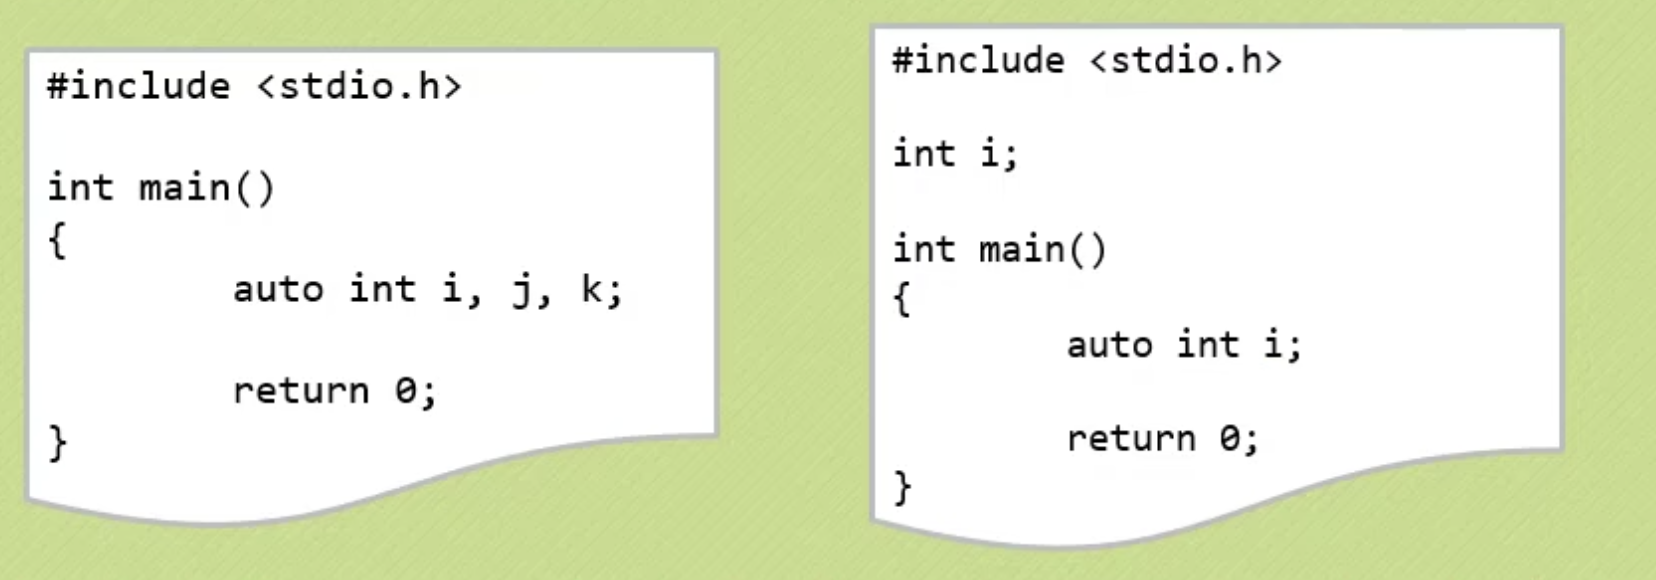 #include <stdio.h>
int main()
{
auto int i, j, k;
return 0;
}
#include <stdio.h>
int i;
int main()
{
auto int i;
return 0;
}